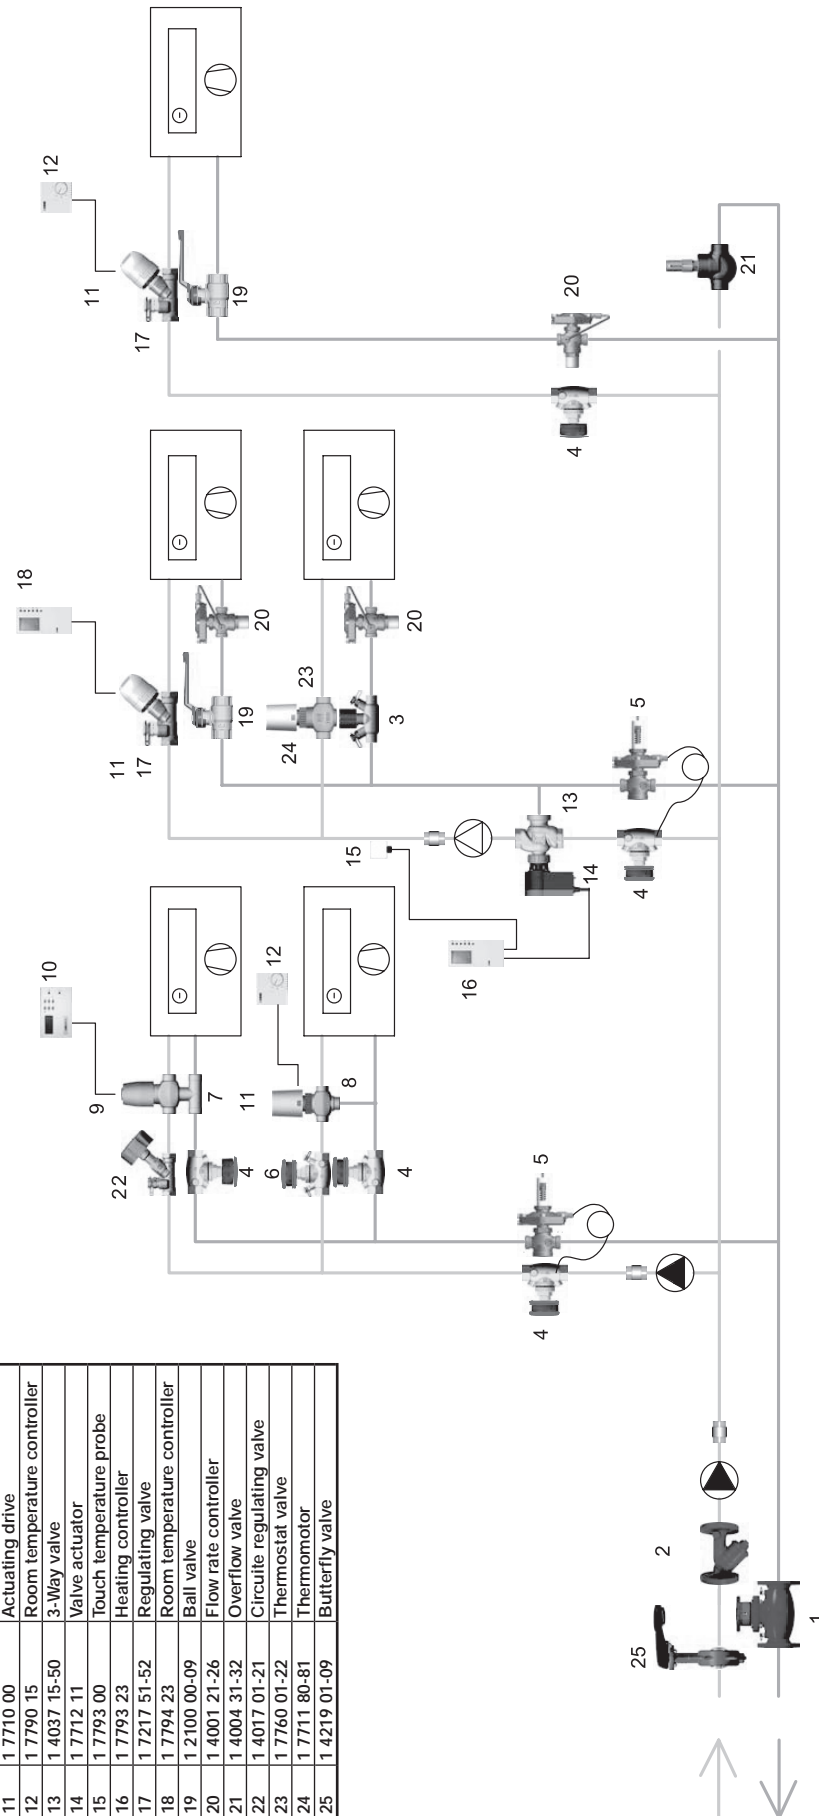 11 1 7710 00 Actuating drive
12 1 7790 15 Room temperature controller
13 1 4037 15-50 3-Way valve
14 1 7712 11 Valve actuator
15 1 7793 00 Touch temperature probe
16 1 7793 23 Heating controller
17 1 7217 51-52 Regulating valve
18 1 7794 23 Room temperature controller
19 1 2100 00-09 Ball valve
20 1 4001 21-26 Flow rate controller
21 1 4004 31-32 Overflow valve
22 1 4017 01-21 Circuite regulating valve
23 1 7760 01-22 Thermostat valve
24 1 7711 80-81 Thermomotor
25 1 4219 01-09 Butterfly valve
10
9
22
7
4
12
11
6
8
4
4
5
18
11
17
19
20
24
23
3
20
15
16
13
14
4
5
12
11
17
19
4
20
21
25
2
1